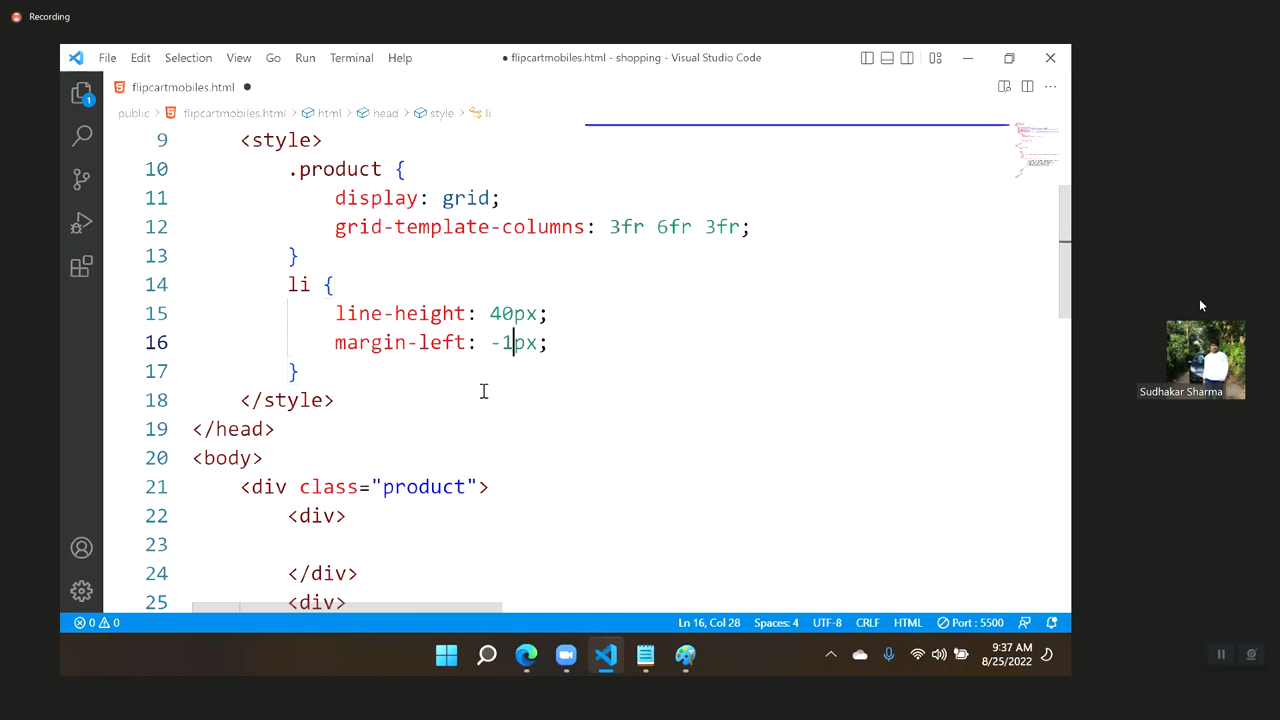 Recording
File Edit Selection View Go Run Terminal Help
● flipcartmobiles.html - shopping - Visual Studio Code
flipcartmobiles.html ●
public > flipcartmobiles.html > html > head > style > li
1
9 <style>
10 .product {
11 display: grid;
12 grid-template-columns: 3fr 6fr 3fr;
13 }
14 li {
15 line-height: 40px;
16 margin-left: -1px;
17 }
18 </style>
19 </head>
20 <body>
21 <div class="product">
22 <div>
23
24 </div>
25 <div>
Sudhakar Sharma
0 0 Ln 16, Col 28 Spaces: 4 UTF-8 CRLF HTML Port : 5500
9:37 AM
8/25/2022